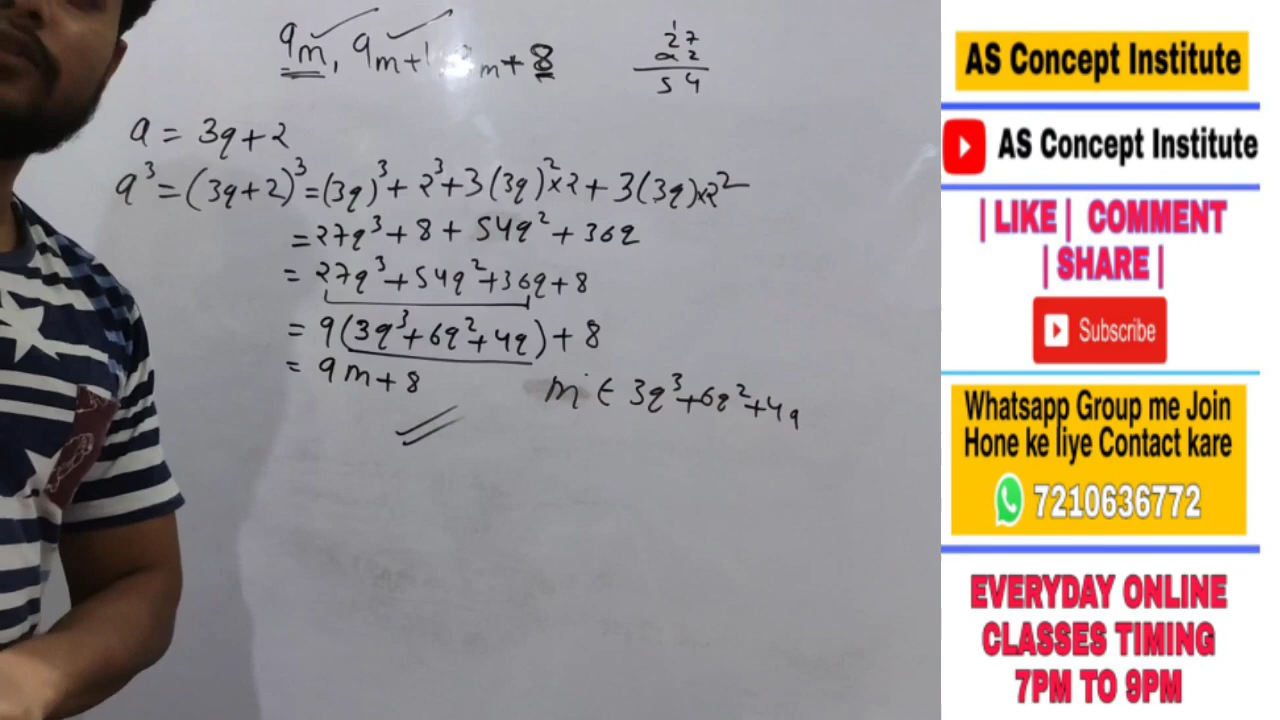 9m, 9m+1, 9m+8
27
×2
54
a = 3q+2
a³ = (3q+2)³ = (3q)³ + 2³ + 3(3q)²×2 + 3(3q)×2²
= 27q³ + 8 + 54q² + 36q
= 27q³ + 54q² + 36q + 8
= 9(3q³+6q²+4q) + 8
= 9m+8
m ∈ 3q³+6q²+4q
AS Concept Institute
AS Concept Institute
| LIKE | COMMENT
| SHARE |
Subscribe
Whatsapp Group me Join
Hone ke liye Contact kare
7210636772
EVERYDAY ONLINE
CLASSES TIMING
7PM TO 9PM